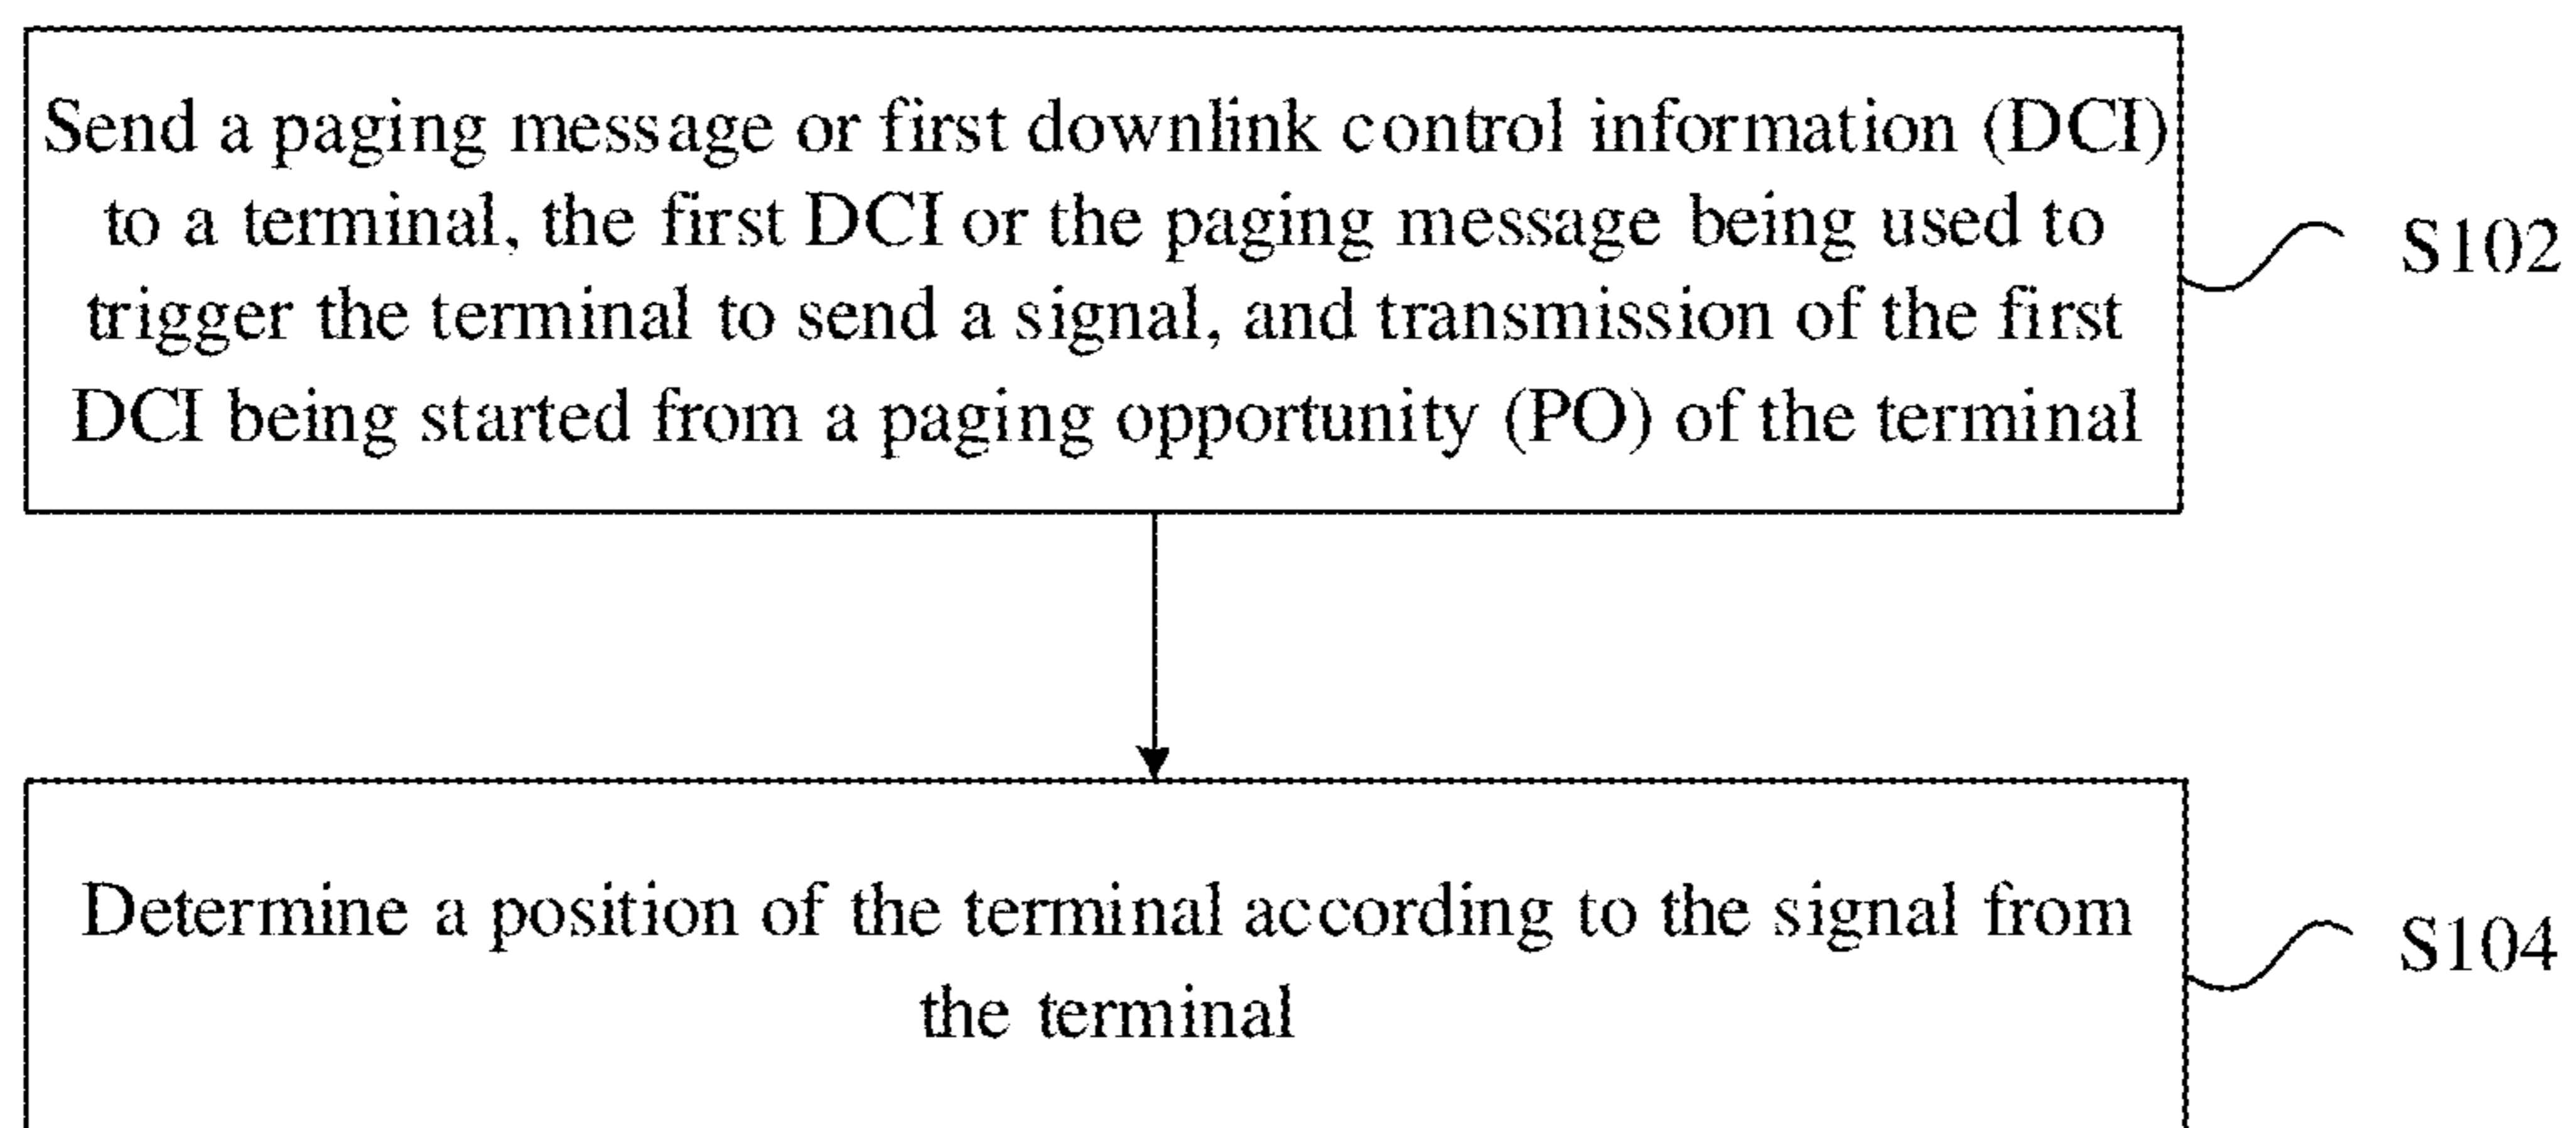 Send a paging message or first downlink control information (DCI)
to a terminal, the first DCI or the paging message being used to
trigger the terminal to send a signal, and transmission of the first
DCI being started from a paging opportunity (PO) of the terminal
S102
Determine a position of the terminal according to the signal from
the terminal
S104